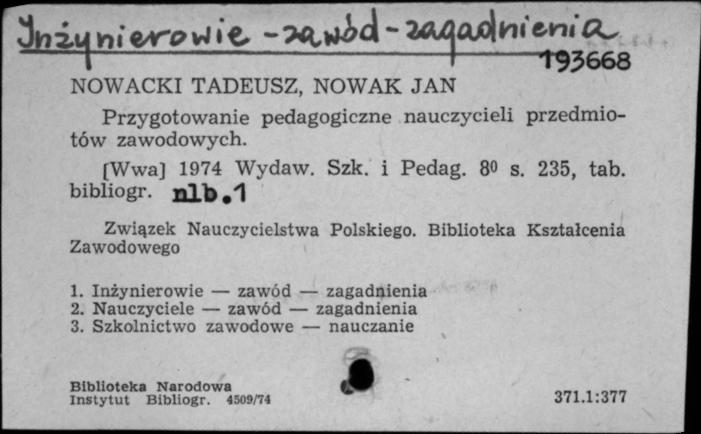 Inżynierowie - zawód - zagadnienia
193668
NOWACKI TADEUSZ, NOWAK JAN
Przygotowanie pedagogiczne nauczycieli przedmio-
tów zawodowych.
[Wwa] 1974 Wydaw. Szk. i Pedag. 8⁰ s. 235, tab.
bibliogr. nlb. 1
Związek Nauczycielstwa Polskiego. Biblioteka Kształcenia
Zawodowego
1. Inżynierowie — zawód — zagadnienia
2. Nauczyciele — zawód — zagadnienia
3. Szkolnictwo zawodowe — nauczanie
Biblioteka Narodowa
Instytut Bibliogr. 4509/74
371.1:377